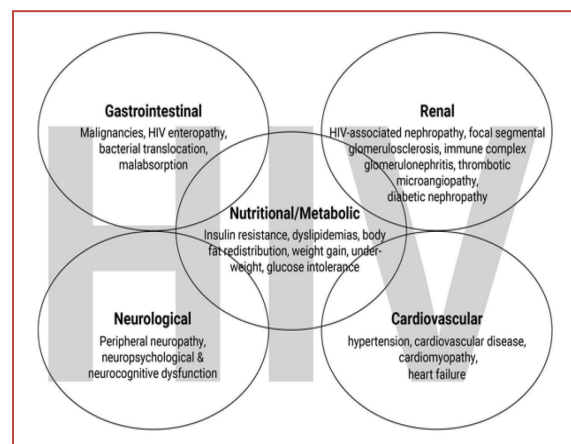 HIV
Gastrointestinal
Malignancies, HIV enteropathy,
bacterial translocation,
malabsorption
Renal
HIV-associated nephropathy, focal segmental
glomerulosclerosis, immune complex
glomerulonephritis, thrombotic
microangiopathy,
diabetic nephropathy
Nutritional/Metabolic
Insulin resistance, dyslipidemias, body
fat redistribution, weight gain, under-
weight, glucose intolerance
Neurological
Peripheral neuropathy,
neuropsychological &
neurocognitive dysfunction
Cardiovascular
hypertension, cardiovascular disease,
cardiomyopathy,
heart failure